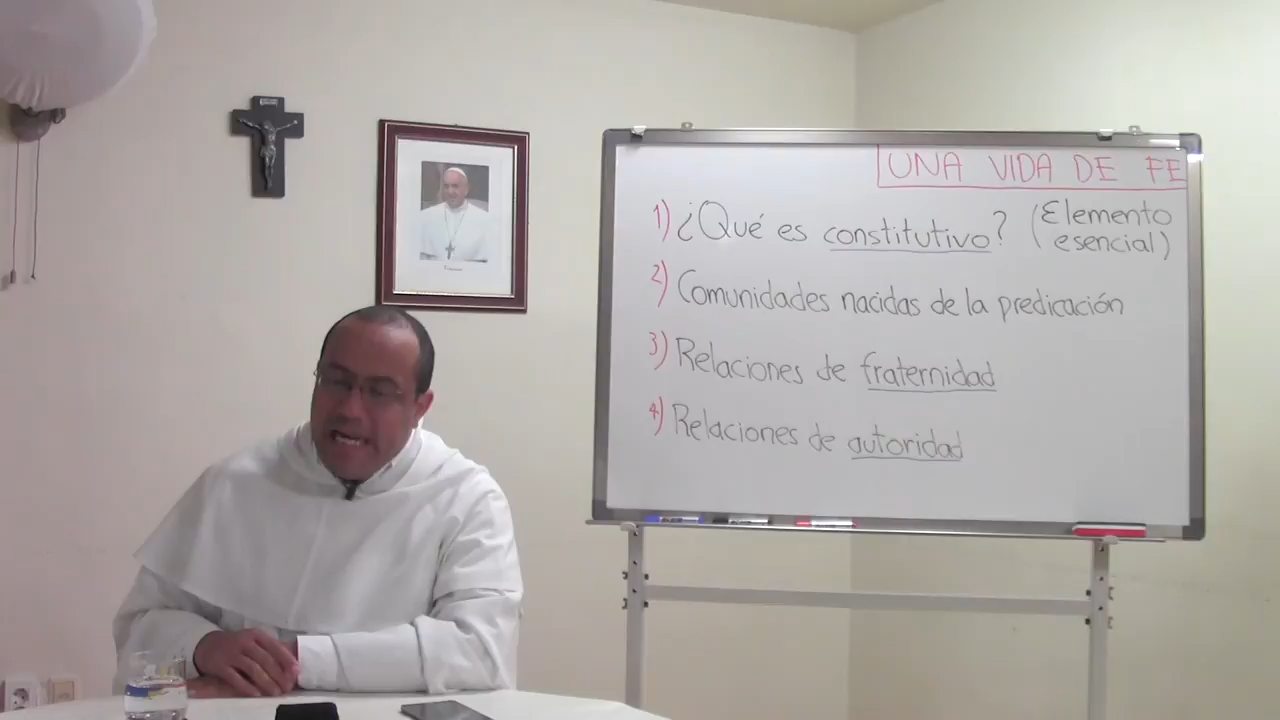 UNA VIDA DE FE
1) ¿Qué es constitutivo? (Elemento
esencial)
2) Comunidades nacidas de la predicación
3) Relaciones de fraternidad
4) Relaciones de autoridad